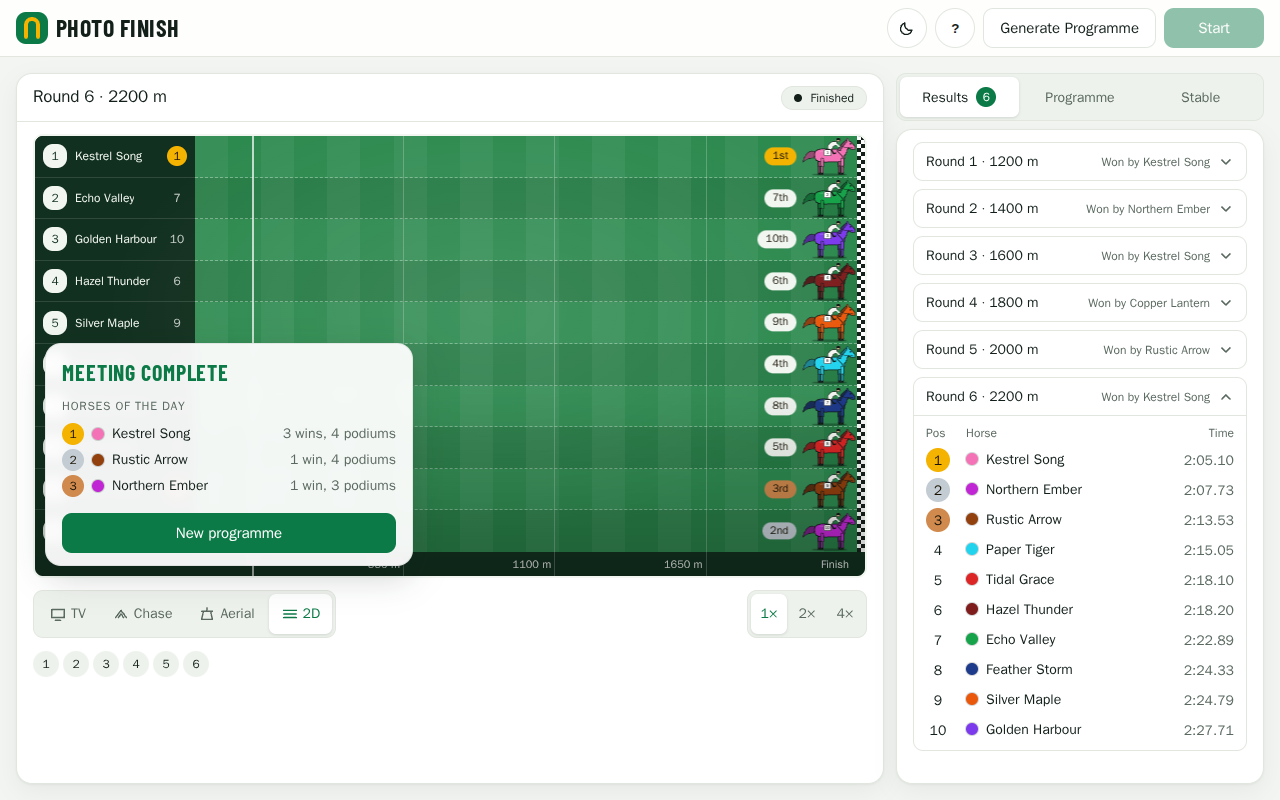 PHOTO FINISH
?
Generate Programme
Start
Round 6 · 2200 m
Finished
1 Kestrel Song 1
1st
2 Echo Valley 7
7th
3 Golden Harbour 10
10th
4 Hazel Thunder 6
6th
5 Silver Maple 9
9th
4th
8th
5th
3rd
2nd
MEETING COMPLETE
HORSES OF THE DAY
1 Kestrel Song 3 wins, 4 podiums
2 Rustic Arrow 1 win, 4 podiums
3 Northern Ember 1 win, 3 podiums
New programme
1100 m
1650 m
Finish
TV
Chase
Aerial
2D
1×
2×
4×
1 2 3 4 5 6
Results 6
Programme
Stable
Round 1 · 1200 m Won by Kestrel Song
Round 2 · 1400 m Won by Northern Ember
Round 3 · 1600 m Won by Kestrel Song
Round 4 · 1800 m Won by Copper Lantern
Round 5 · 2000 m Won by Rustic Arrow
Round 6 · 2200 m Won by Kestrel Song
Pos Horse Time
1 Kestrel Song 2:05.10
2 Northern Ember 2:07.73
3 Rustic Arrow 2:13.53
4 Paper Tiger 2:15.05
5 Tidal Grace 2:18.10
6 Hazel Thunder 2:18.20
7 Echo Valley 2:22.89
8 Feather Storm 2:24.33
9 Silver Maple 2:24.79
10 Golden Harbour 2:27.71